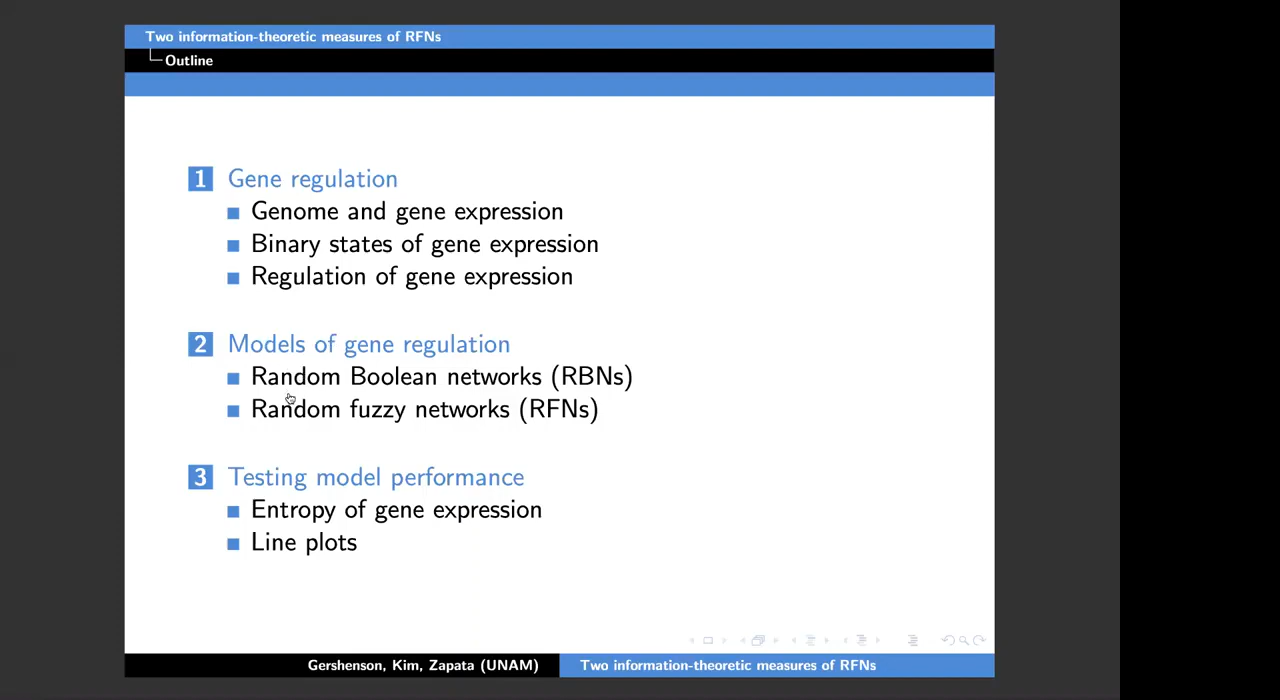 Two information-theoretic measures of RFNs
Outline
1 Gene regulation
Genome and gene expression
Binary states of gene expression
Regulation of gene expression
2 Models of gene regulation
Random Boolean networks (RBNs)
Random fuzzy networks (RFNs)
3 Testing model performance
Entropy of gene expression
Line plots
Gershenson, Kim, Zapata (UNAM)
Two information-theoretic measures of RFNs